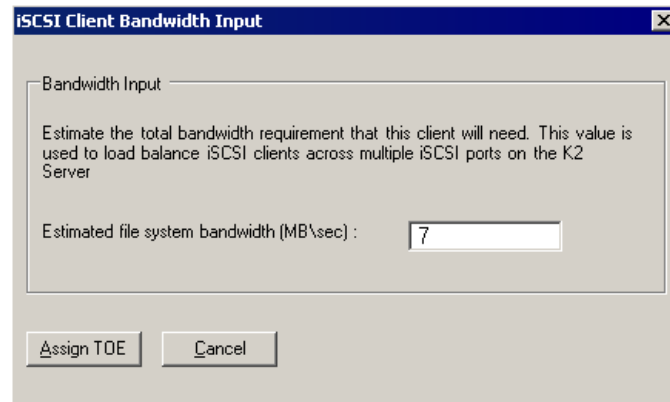 iSCSI Client Bandwidth Input
Bandwidth Input
Estimate the total bandwidth requirement that this client will need. This value is
used to load balance iSCSI clients across multiple iSCSI ports on the K2
Server
Estimated file system bandwidth (MB\sec) : 7
Assign TOE Cancel